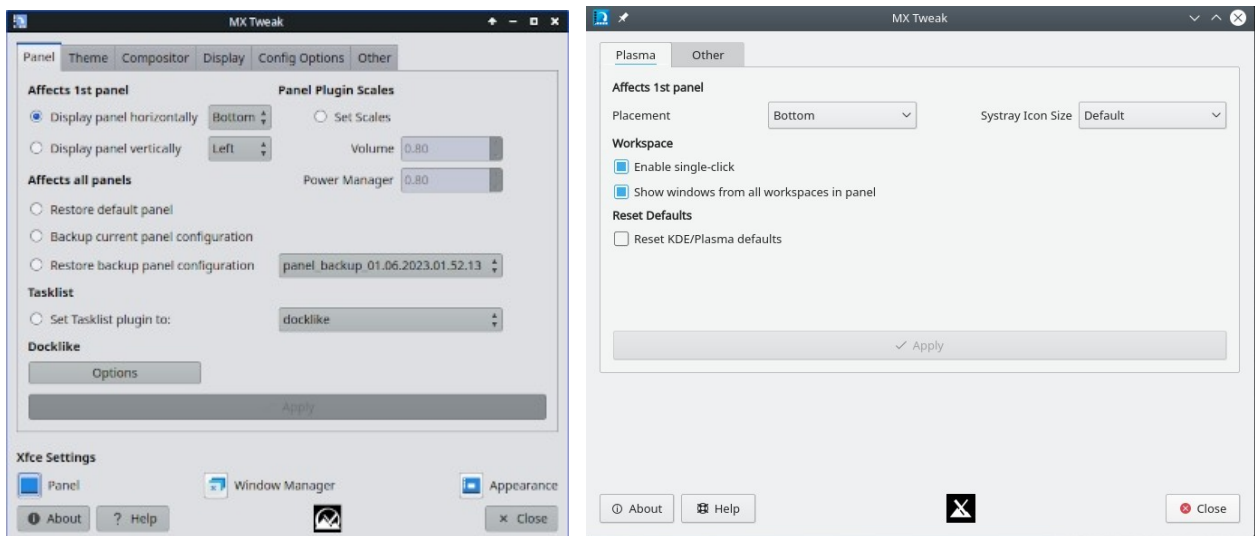 MX Tweak
Panel Theme Compositor Display Config Options Other
Affects 1st panel Panel Plugin Scales
Display panel horizontally Bottom Set Scales
Display panel vertically Left Volume 0.80
Affects all panels Power Manager 0.80
Restore default panel
Backup current panel configuration
Restore backup panel configuration panel_backup_01.06.2023.01.52.13
Tasklist
Set Tasklist plugin to: docklike
Docklike
Options
Apply
Xfce Settings
Panel Window Manager Appearance
About ? Help Close
MX Tweak
Plasma Other
Affects 1st panel
Placement Bottom Systray Icon Size Default
Workspace
Enable single-click
Show windows from all workspaces in panel
Reset Defaults
Reset KDE/Plasma defaults
Apply
About Help Close